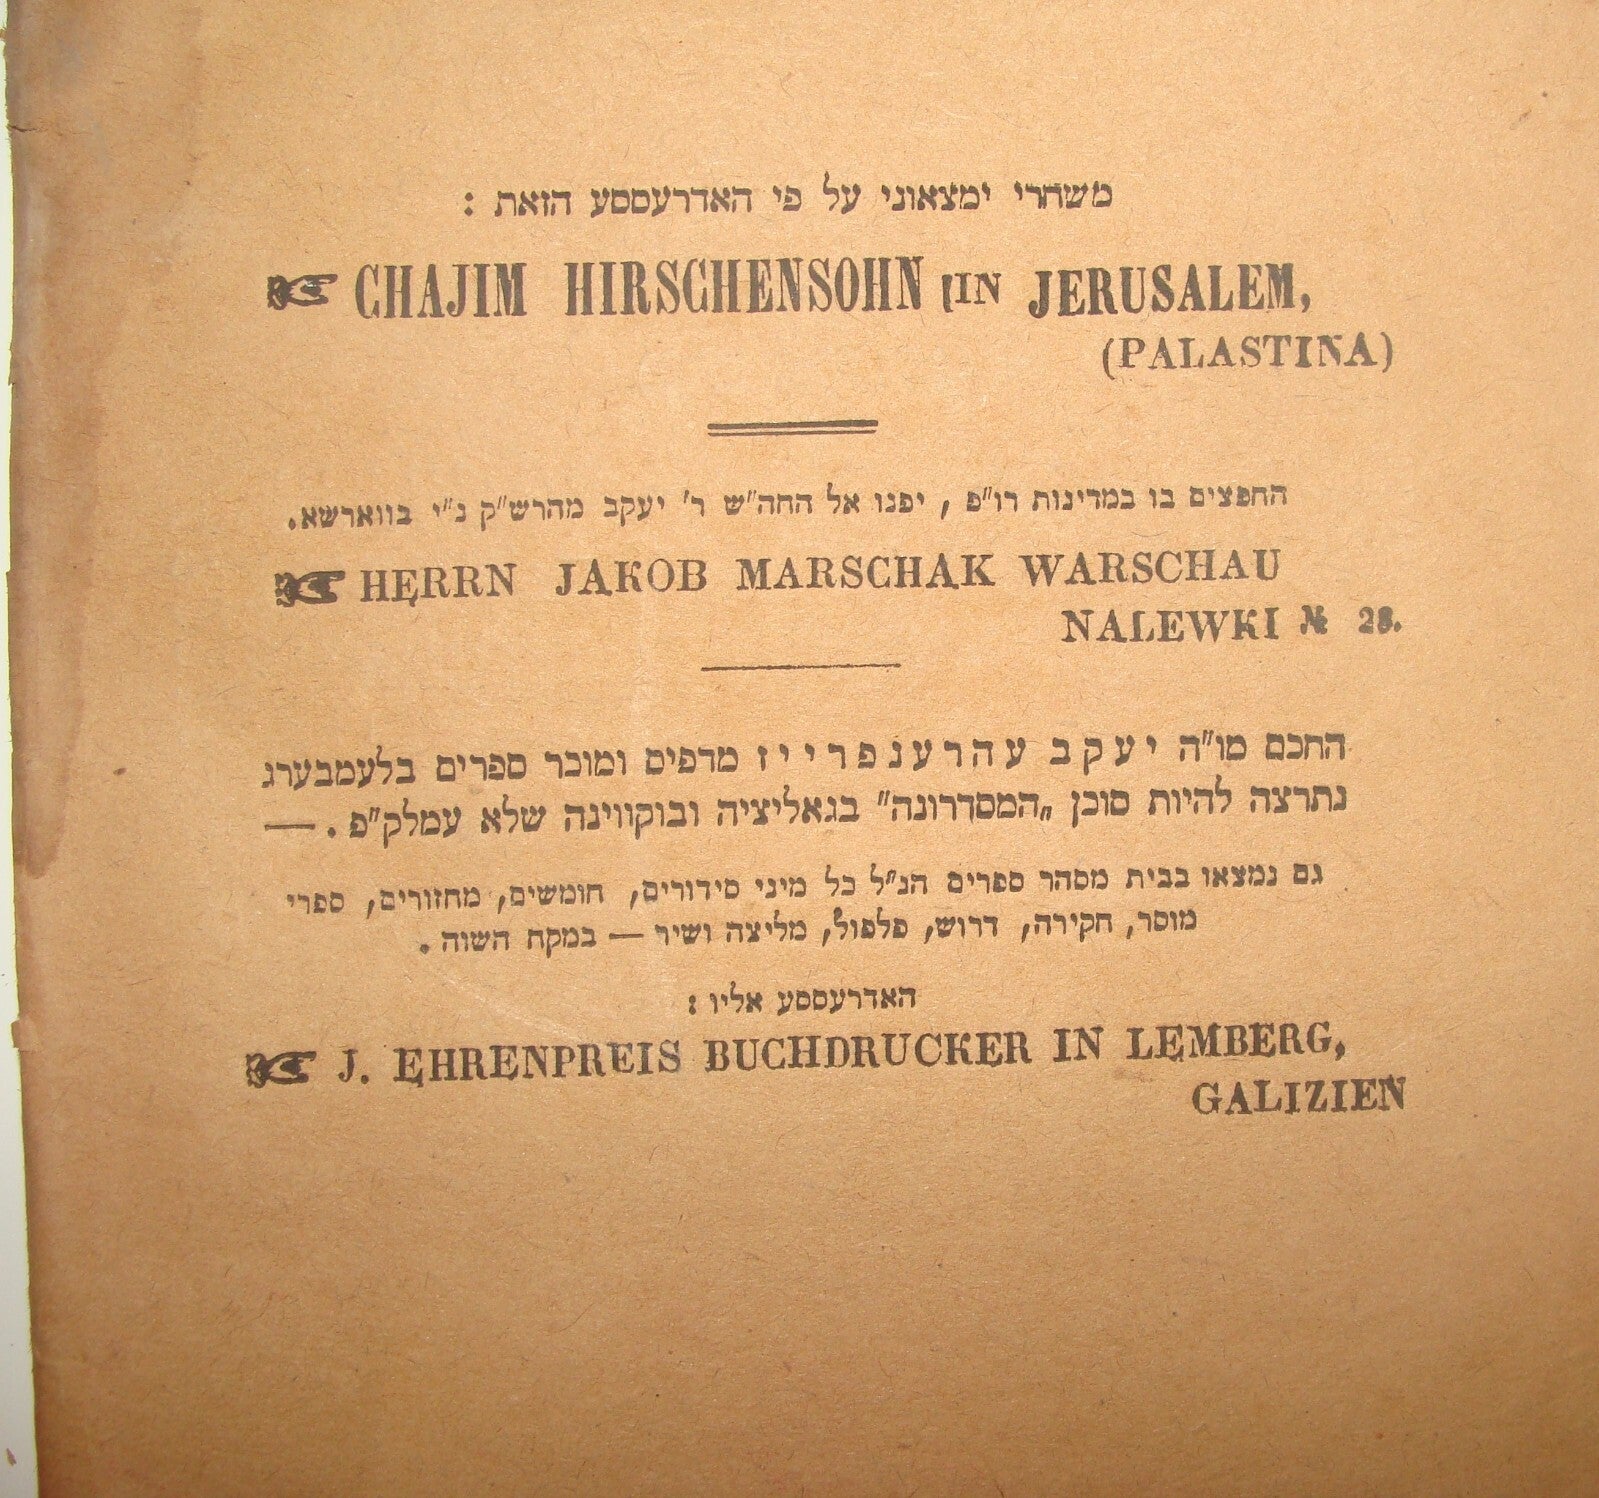 משחרי ימצאוני על פי האדרעססע הזאת :
CHAJIM HIRSCHENSOHN IN JERUSALEM,
(PALASTINA)
החפצים בו במדינות רו"פ, יפנו אל החה"ש ר' יעקב מהרש"ק נ"י בווארשא.
HERRN JAKOB MARSCHAK WARSCHAU
NALEWKI № 28.
החכם מו"ה יעקב עהרענפרייז מדפיס ומוכר ספרים בלעמבערג
נתרצה להיות סוכן „המסדרונה" בגאליציה ובוקווינה שלא עמלק"פ. —
גם נמצאו בבית מסהר ספרים הנ"ל כל מיני סידורים, חומשים, מחזורים, ספרי
מוסר, חקירה, דרוש, פלפול, מליצה ושיר — במקח השוה.
האדרעססע אליו :
J. EHRENPREIS BUCHDRUCKER IN LEMBERG,
GALIZIEN